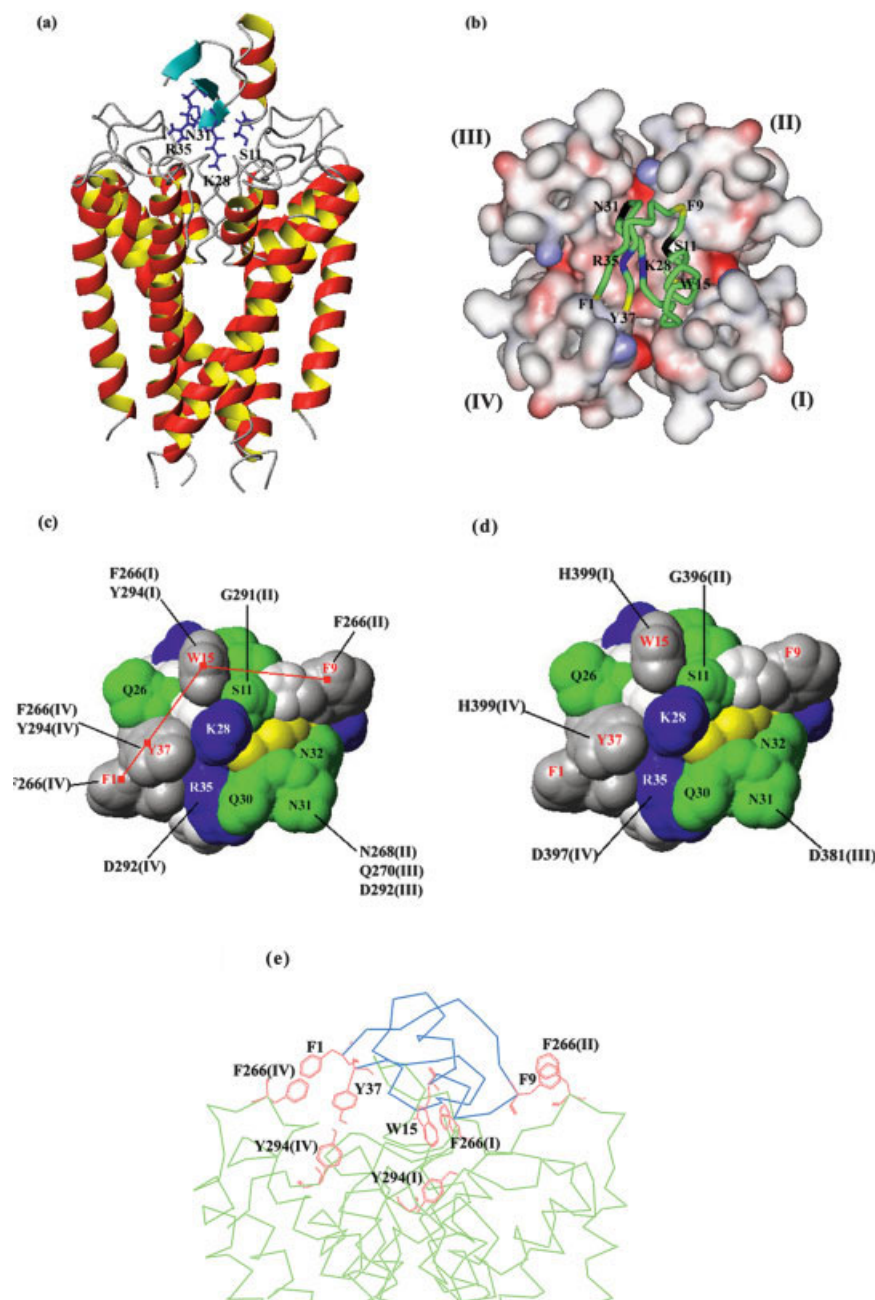 (a)
N31
R35
S11
K28
(b)
(III)
(II)
N31
F9
S11
R35
K28
W15
F1
Y37
(IV)
(I)
(c)
F266(I)
Y294(I)
G291(II)
F266(II)
W15
F9
Q26
S11
F266(IV)
Y294(IV)
K28
Y37
N32
F266(IV)
F1
R35
Q30
N31
D292(IV)
N268(II)
Q270(III)
D292(III)
(d)
H399(I)
G396(II)
W15
F9
Q26
S11
K28
H399(IV)
Y37
N32
F1
R35
Q30
N31
D397(IV)
D381(III)
(e)
F1
F266(II)
F266(IV)
F9
Y37
W15
F266(I)
Y294(IV)
Y294(I)